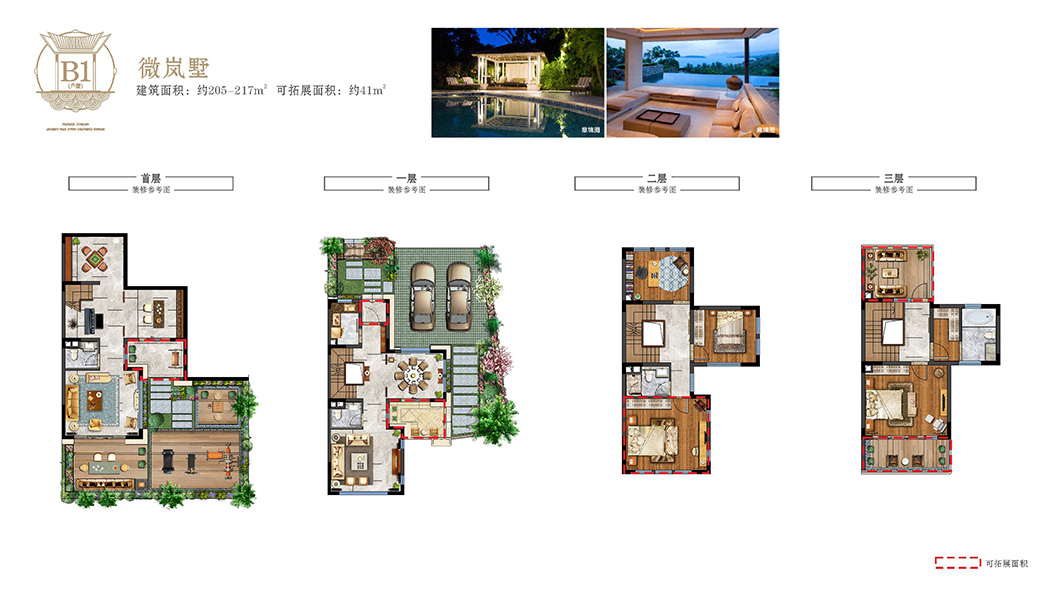 B1
(户型)
微岚墅
建筑面积：约205-217m² 可拓展面积：约41m²
意境图
意境图
首层
装修参考图
一层
装修参考图
二层
装修参考图
三层
装修参考图
可拓展面积